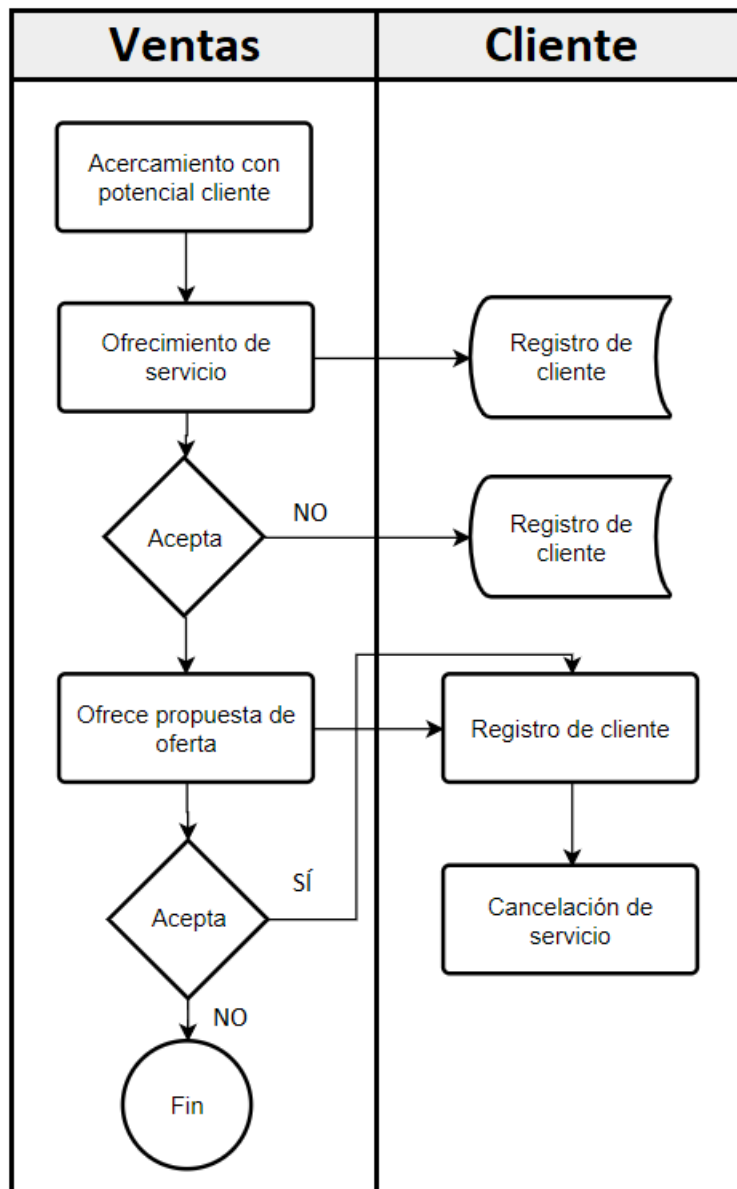 Ventas
Cliente
Acercamiento con
potencial cliente
Ofrecimiento de
servicio
Registro de
cliente
Acepta
NO
Registro de
cliente
Ofrece propuesta de
oferta
Registro de cliente
Acepta
SÍ
Cancelación de
servicio
NO
Fin